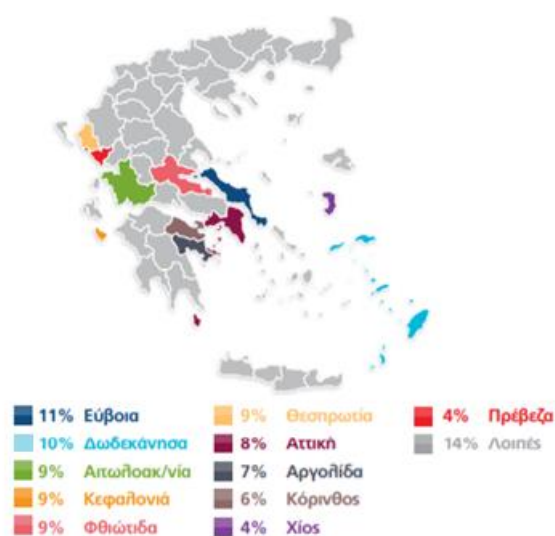 11% Εύβοια
10% Δωδεκάνησα
9% Αιτωλοακ/νία
9% Κεφαλονιά
9% Φθιώτιδα
9% Θεσπρωτία
8% Αττική
7% Αργολίδα
6% Κόρινθος
4% Χίος
4% Πρέβεζα
14% Λοιπές